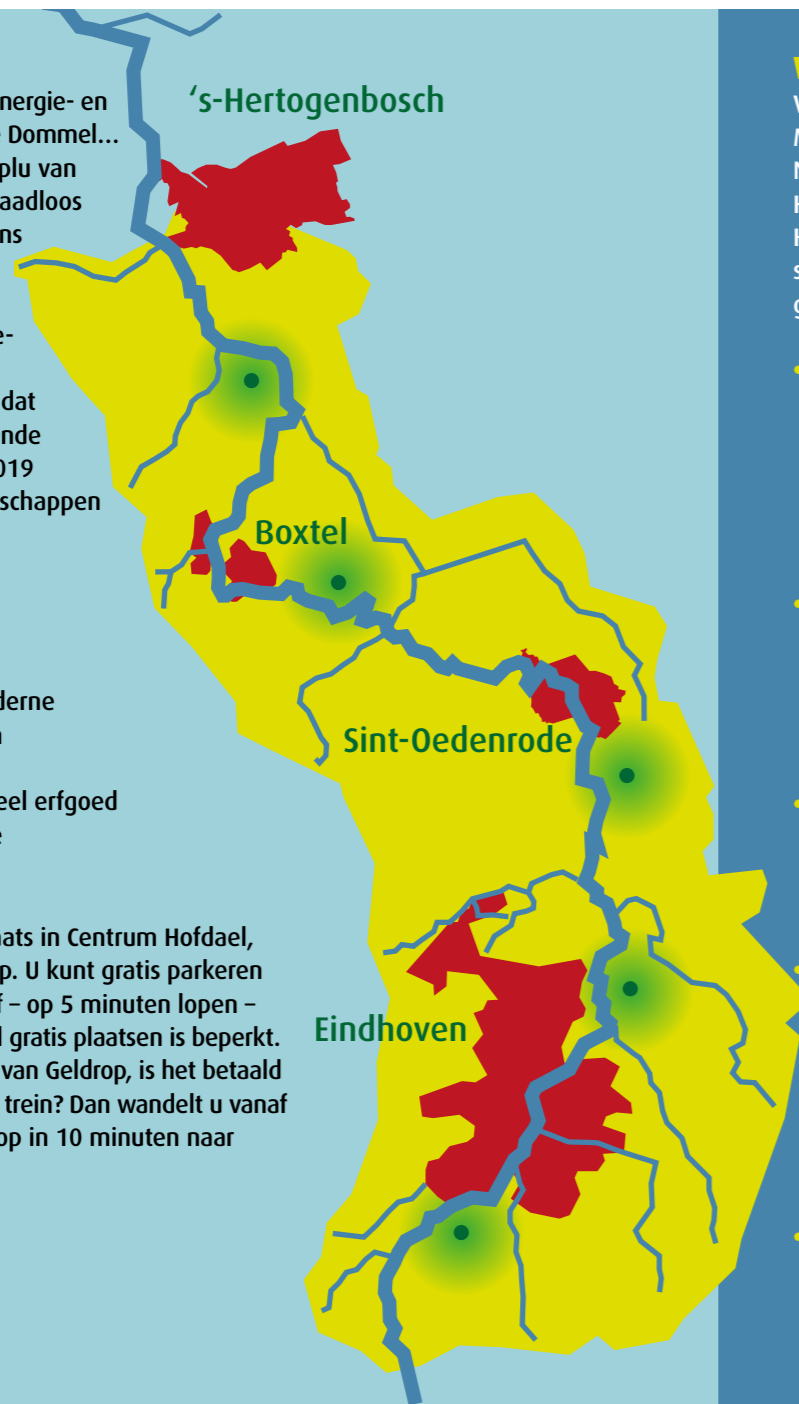 nergie- en
Dommel...
plu van
aadloos
ns
e-
dat
nde
019
schappen
derne
eel erfgoed
e
aats in Centrum Hofdael,
p. U kunt gratis parkeren
f – op 5 minuten lopen –
l gratis plaatsen is beperkt.
van Geldrop, is het betaald
trein? Dan wandelt u vanaf
op in 10 minuten naar
's-Hertogenbosch
Boxtel
Sint-Oedenrode
Eindhoven